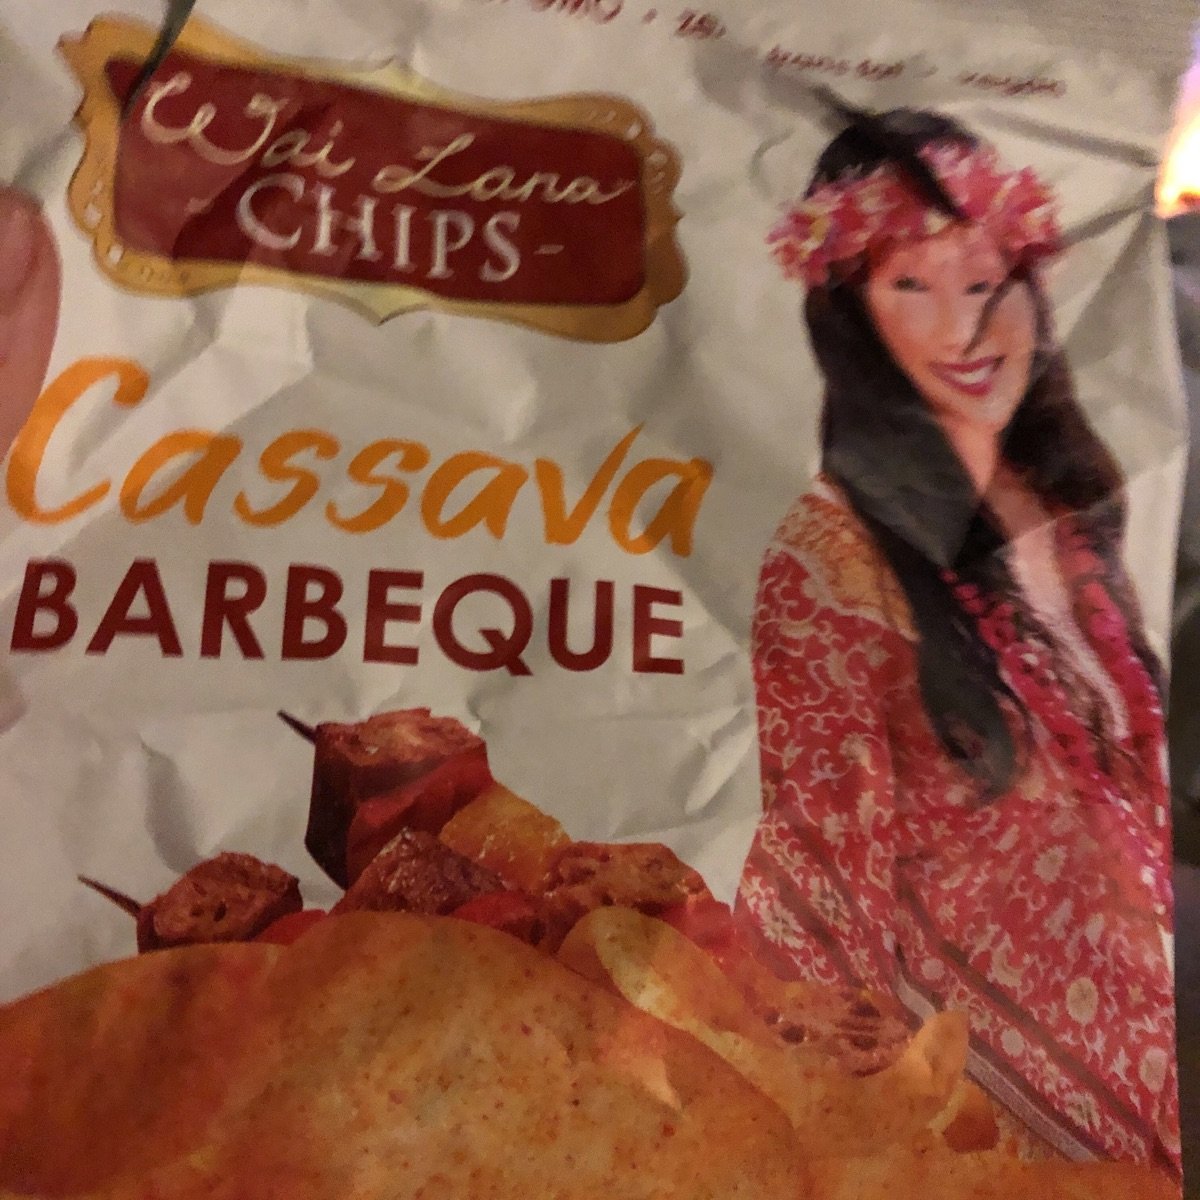 Wai Lana
CHIPS
Cassava
BARBEQUE